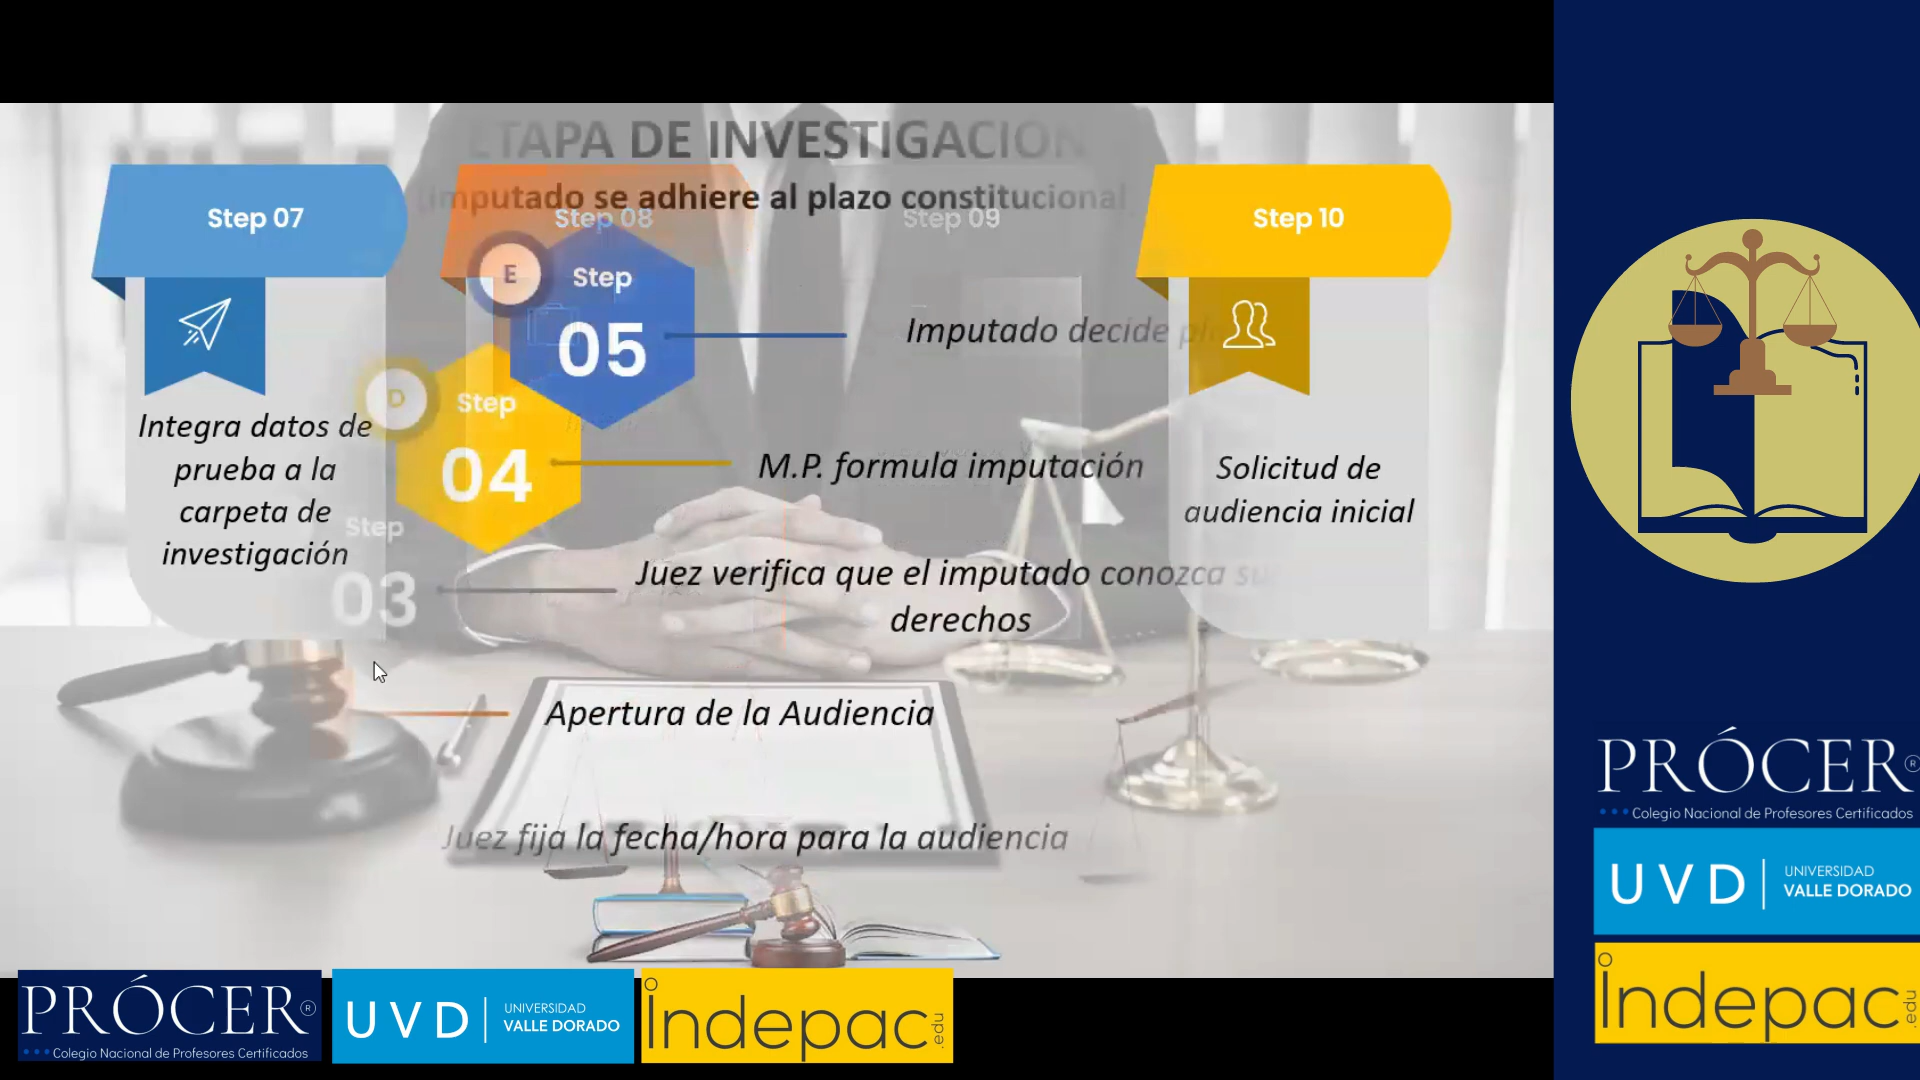 ETAPA DE INVESTIGACION
(imputado se adhiere al plazo constitucional
Step 07
Step 08
Step 09
Step 10
E
Step
05
Imputado decide
D
Step
04
M.P. formula imputación
Integra datos de
prueba a la
carpeta de
investigación
Solicitud de
audiencia inicial
Step
03
Juez verifica que el imputado conozca
derechos
Apertura de la Audiencia
Juez fija la fecha/hora para la audiencia
PRÓCER®
Colegio Nacional de Profesores Certificados
UVD
UNIVERSIDAD
VALLE DORADO
indepac
.edu
PRÓCER®
Colegio Nacional de Profesores Certificados
UVD
UNIVERSIDAD
VALLE DORADO
indepac
.edu